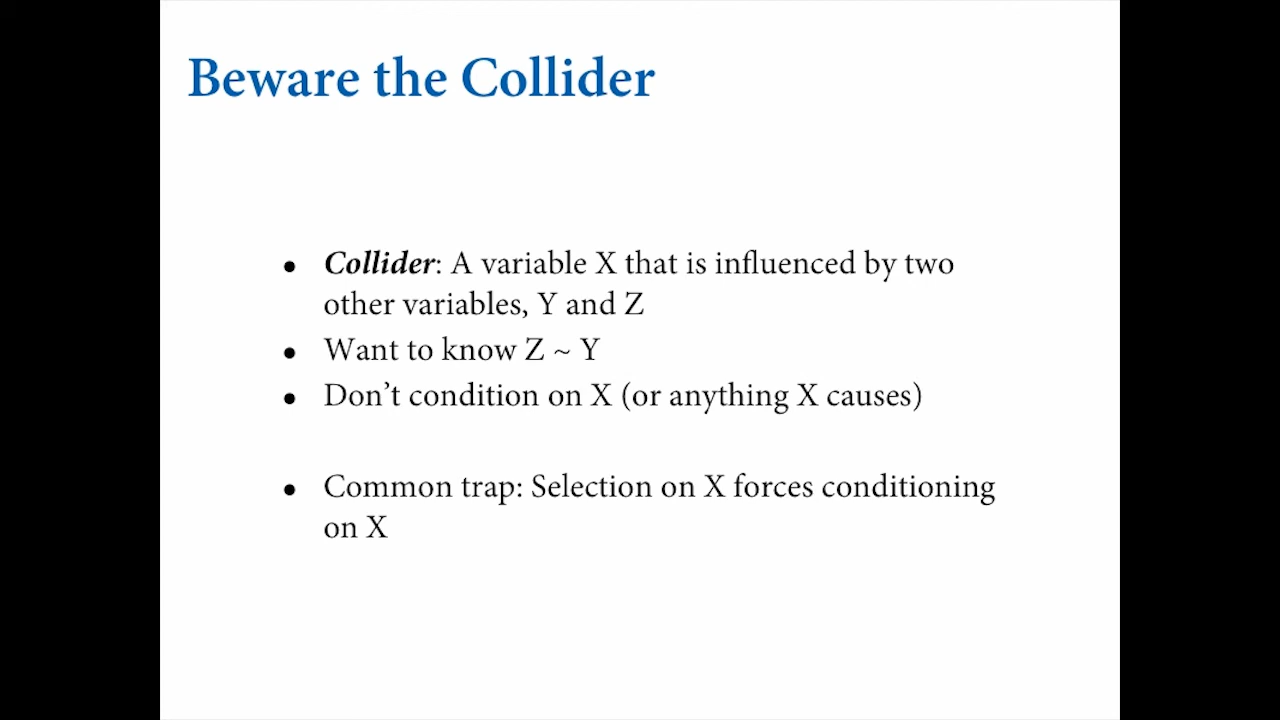 Beware the Collider
• Collider: A variable X that is influenced by two
other variables, Y and Z
• Want to know Z ~ Y
• Don’t condition on X (or anything X causes)
• Common trap: Selection on X forces conditioning
on X